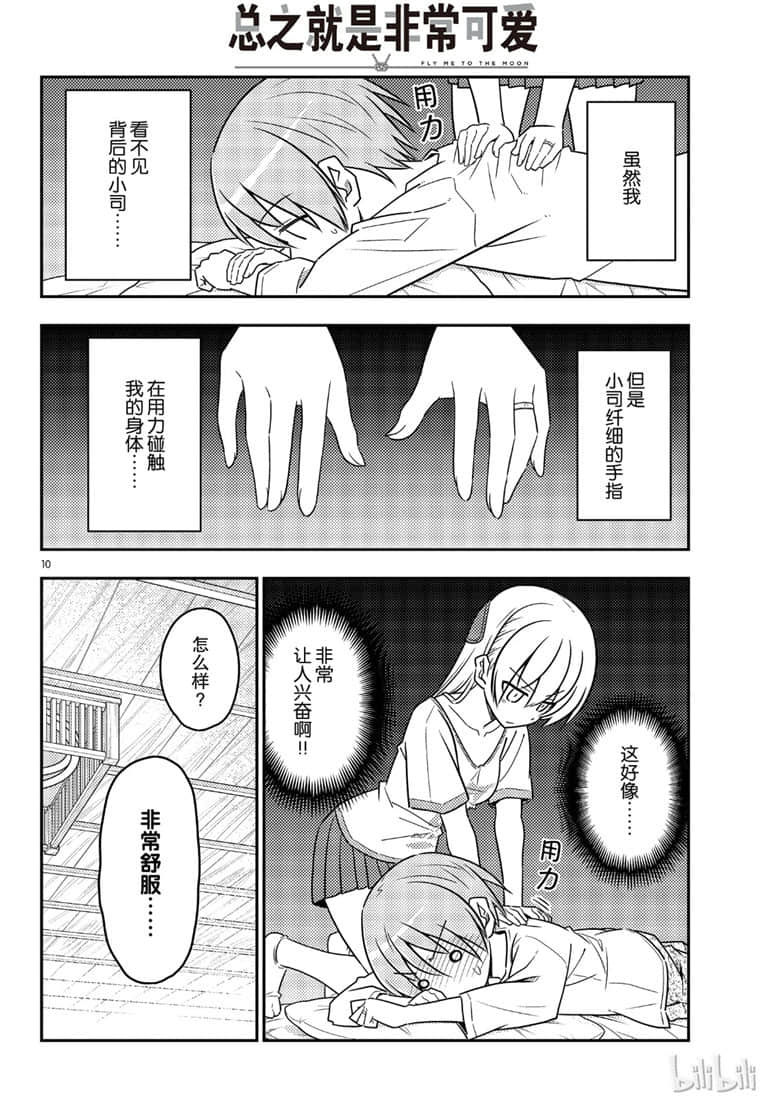 总之就是非常可爱
FLY ME TO THE MOON
虽然我
用力
看不见
背后的小司……
但是
小司纤细的手指
在用力碰触
我的身体……
10
这好像……
非常
让人兴奋啊!!
用力
怎么样?
非常舒服……
bilibili